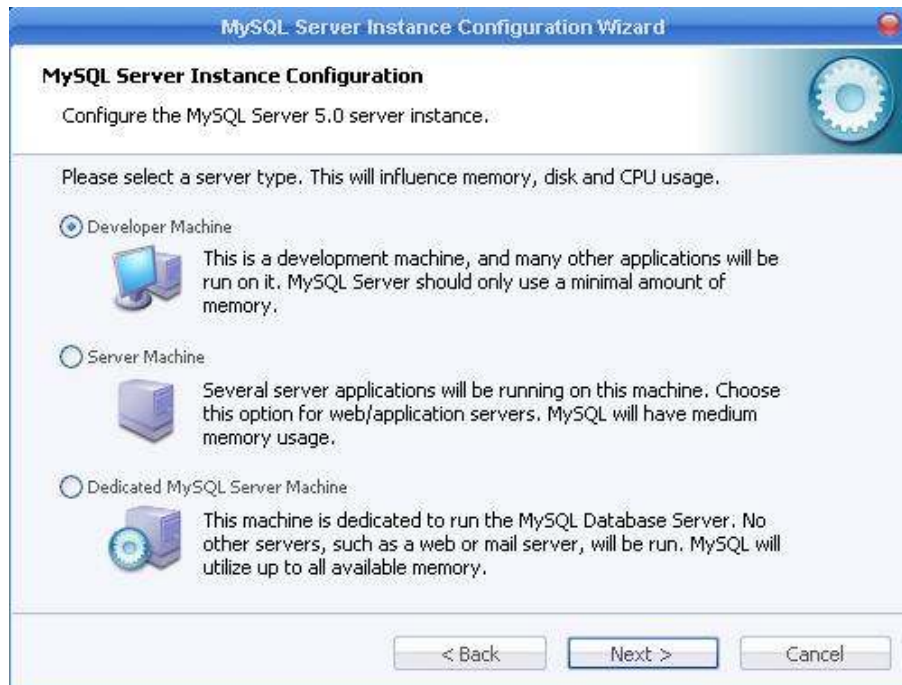 MySQL Server Instance Configuration Wizard
MySQL Server Instance Configuration
Configure the MySQL Server 5.0 server instance.
Please select a server type. This will influence memory, disk and CPU usage.
Developer Machine
This is a development machine, and many other applications will be
run on it. MySQL Server should only use a minimal amount of
memory.
Server Machine
Several server applications will be running on this machine. Choose
this option for web/application servers. MySQL will have medium
memory usage.
Dedicated MySQL Server Machine
This machine is dedicated to run the MySQL Database Server. No
other servers, such as a web or mail server, will be run. MySQL will
utilize up to all available memory.
< Back
Next >
Cancel